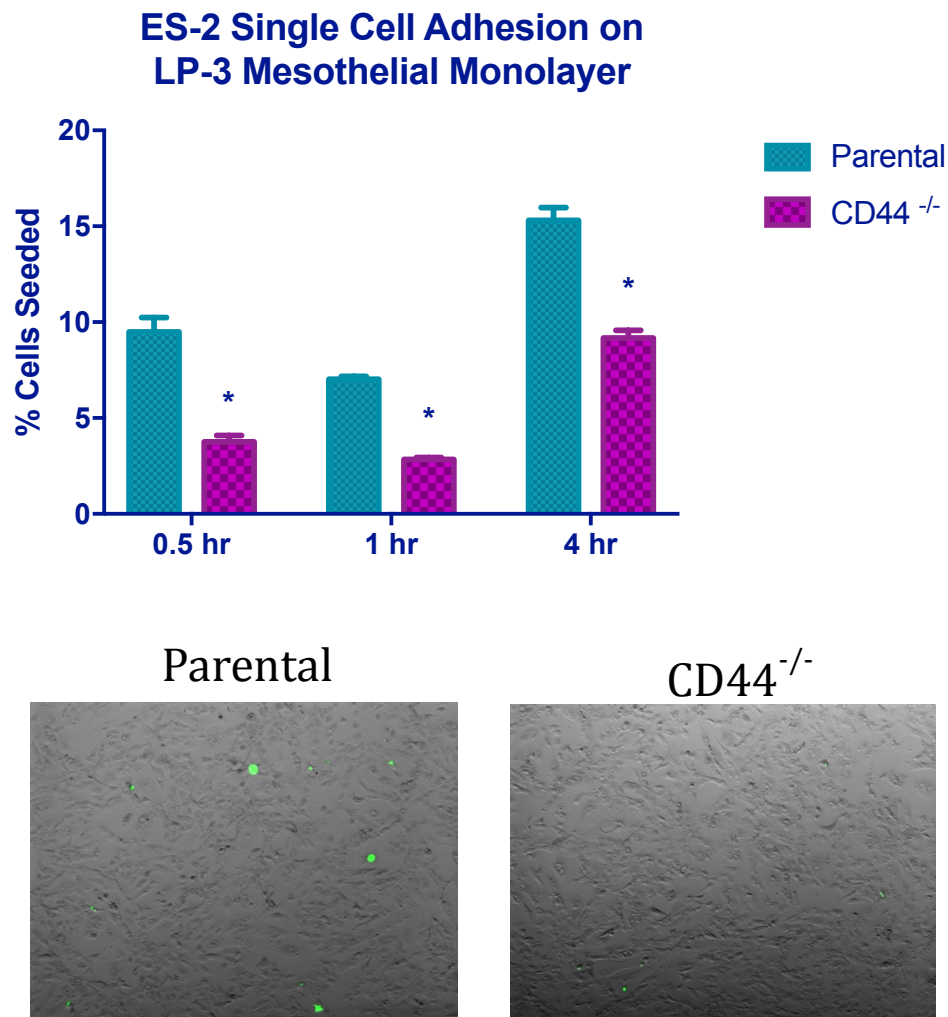 ES-2 Single Cell Adhesion on
LP-3 Mesothelial Monolayer
% Cells Seeded
20
15
10
5
0
*
*
*
0.5 hr
1 hr
4 hr
Parental
CD44 -/-
Parental
CD44-/-